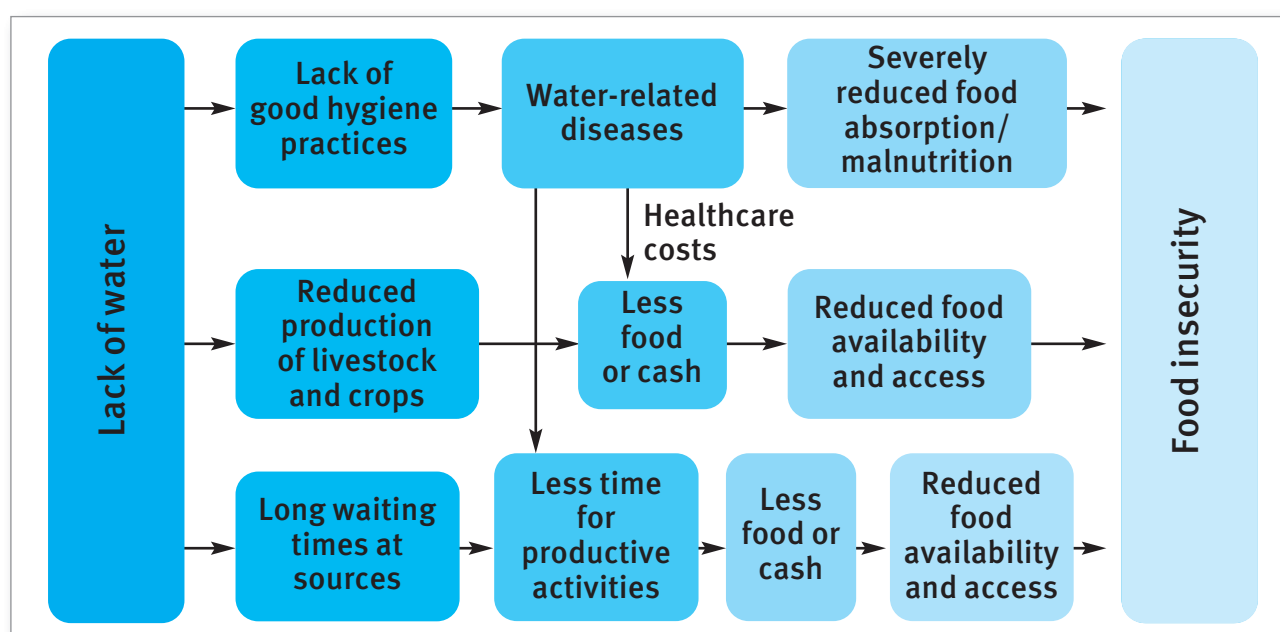 Lack of water
Lack of
good hygiene
practices
Water-related
diseases
Severely
reduced food
absorption/
malnutrition
Healthcare
costs
Reduced
production
of livestock
and crops
Less
food
or cash
Reduced food
availability
and access
Long waiting
times at
sources
Less time
for
productive
activities
Less
food or
cash
Reduced
food
availability
and access
Food insecurity